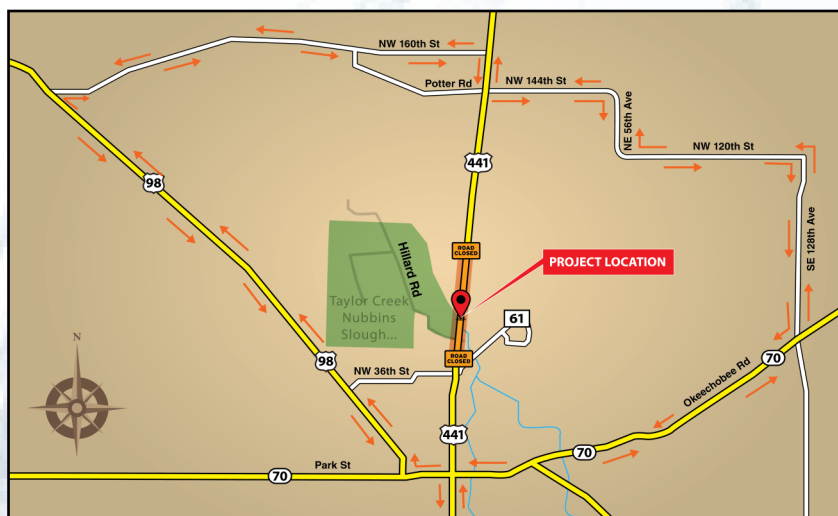 NW 160th St
Potter Rd
NW 144th St
NE 56th Ave
NW 120th St
441
98
SE 128th Ave
Hillard Rd
ROAD
CLOSED
PROJECT LOCATION
Taylor Creek
Nubbins
Slough...
61
N
98
ROAD
CLOSED
70
NW 36th St
Okeechobee Rd
441
70
Park St
70